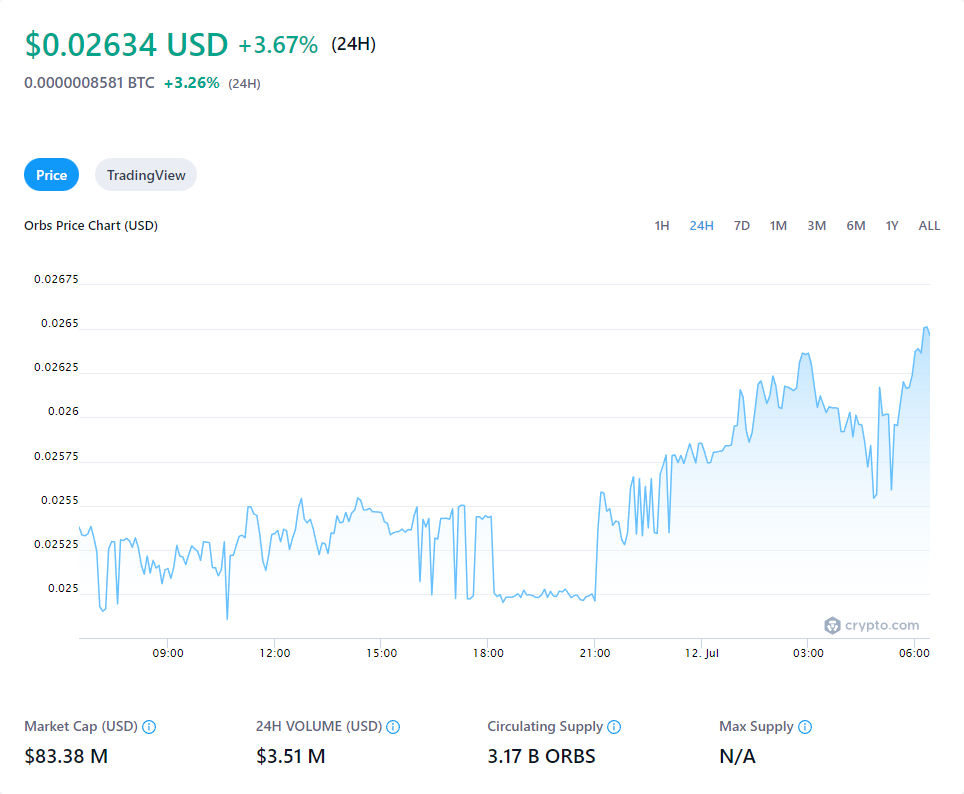 $0.02634 USD +3.67% (24H)
0.0000008581 BTC +3.26% (24H)
Price TradingView
Orbs Price Chart (USD) 1H 24H 7D 1M 3M 6M 1Y ALL
0.02675
0.0265
0.02625
0.026
0.02575
0.0255
0.02525
0.025
crypto.com
09:00 12:00 15:00 18:00 21:00 12. Jul 03:00 06:00
Market Cap (USD) 24H VOLUME (USD) Circulating Supply Max Supply
$83.38 M $3.51 M 3.17 B ORBS N/A